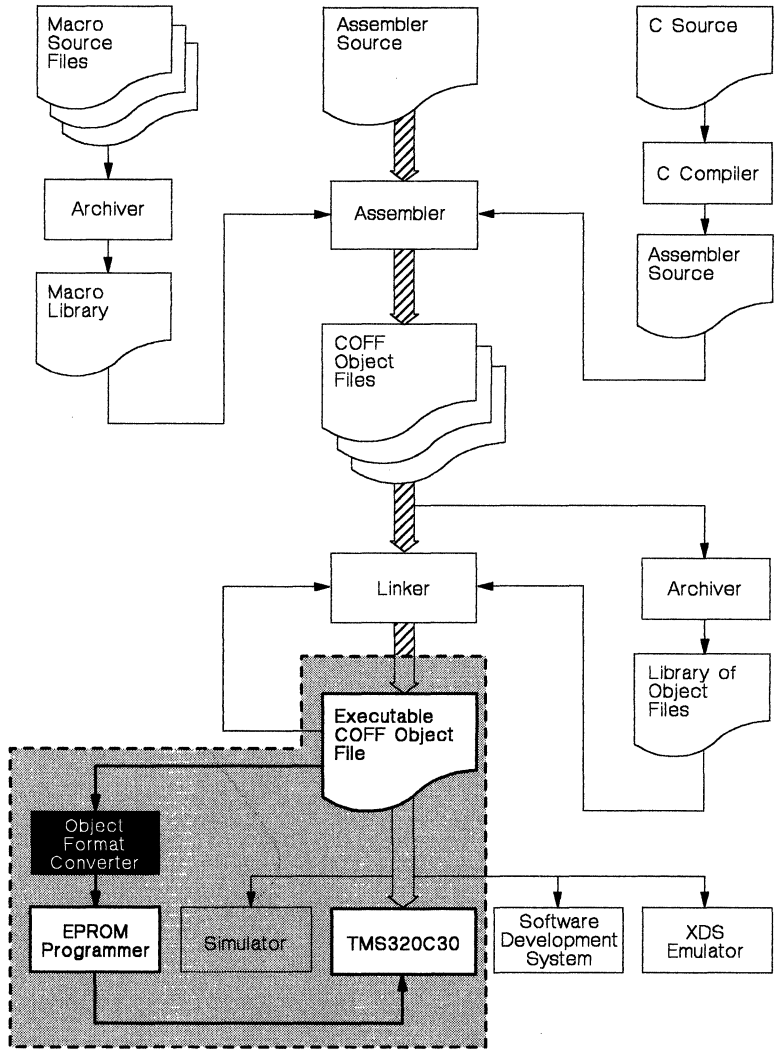 Macro
Source
Files
Assembler
Source
C Source
Archiver
Assembler
C Compiler
Macro
Library
Assembler
Source
COFF
Object
Files
Linker
Archiver
Executable
COFF Object
File
Library of
Object
Files
Object
Format
Converter
EPROM
Programmer
Simulator
TMS320C30
Software
Development
System
XDS
Emulator